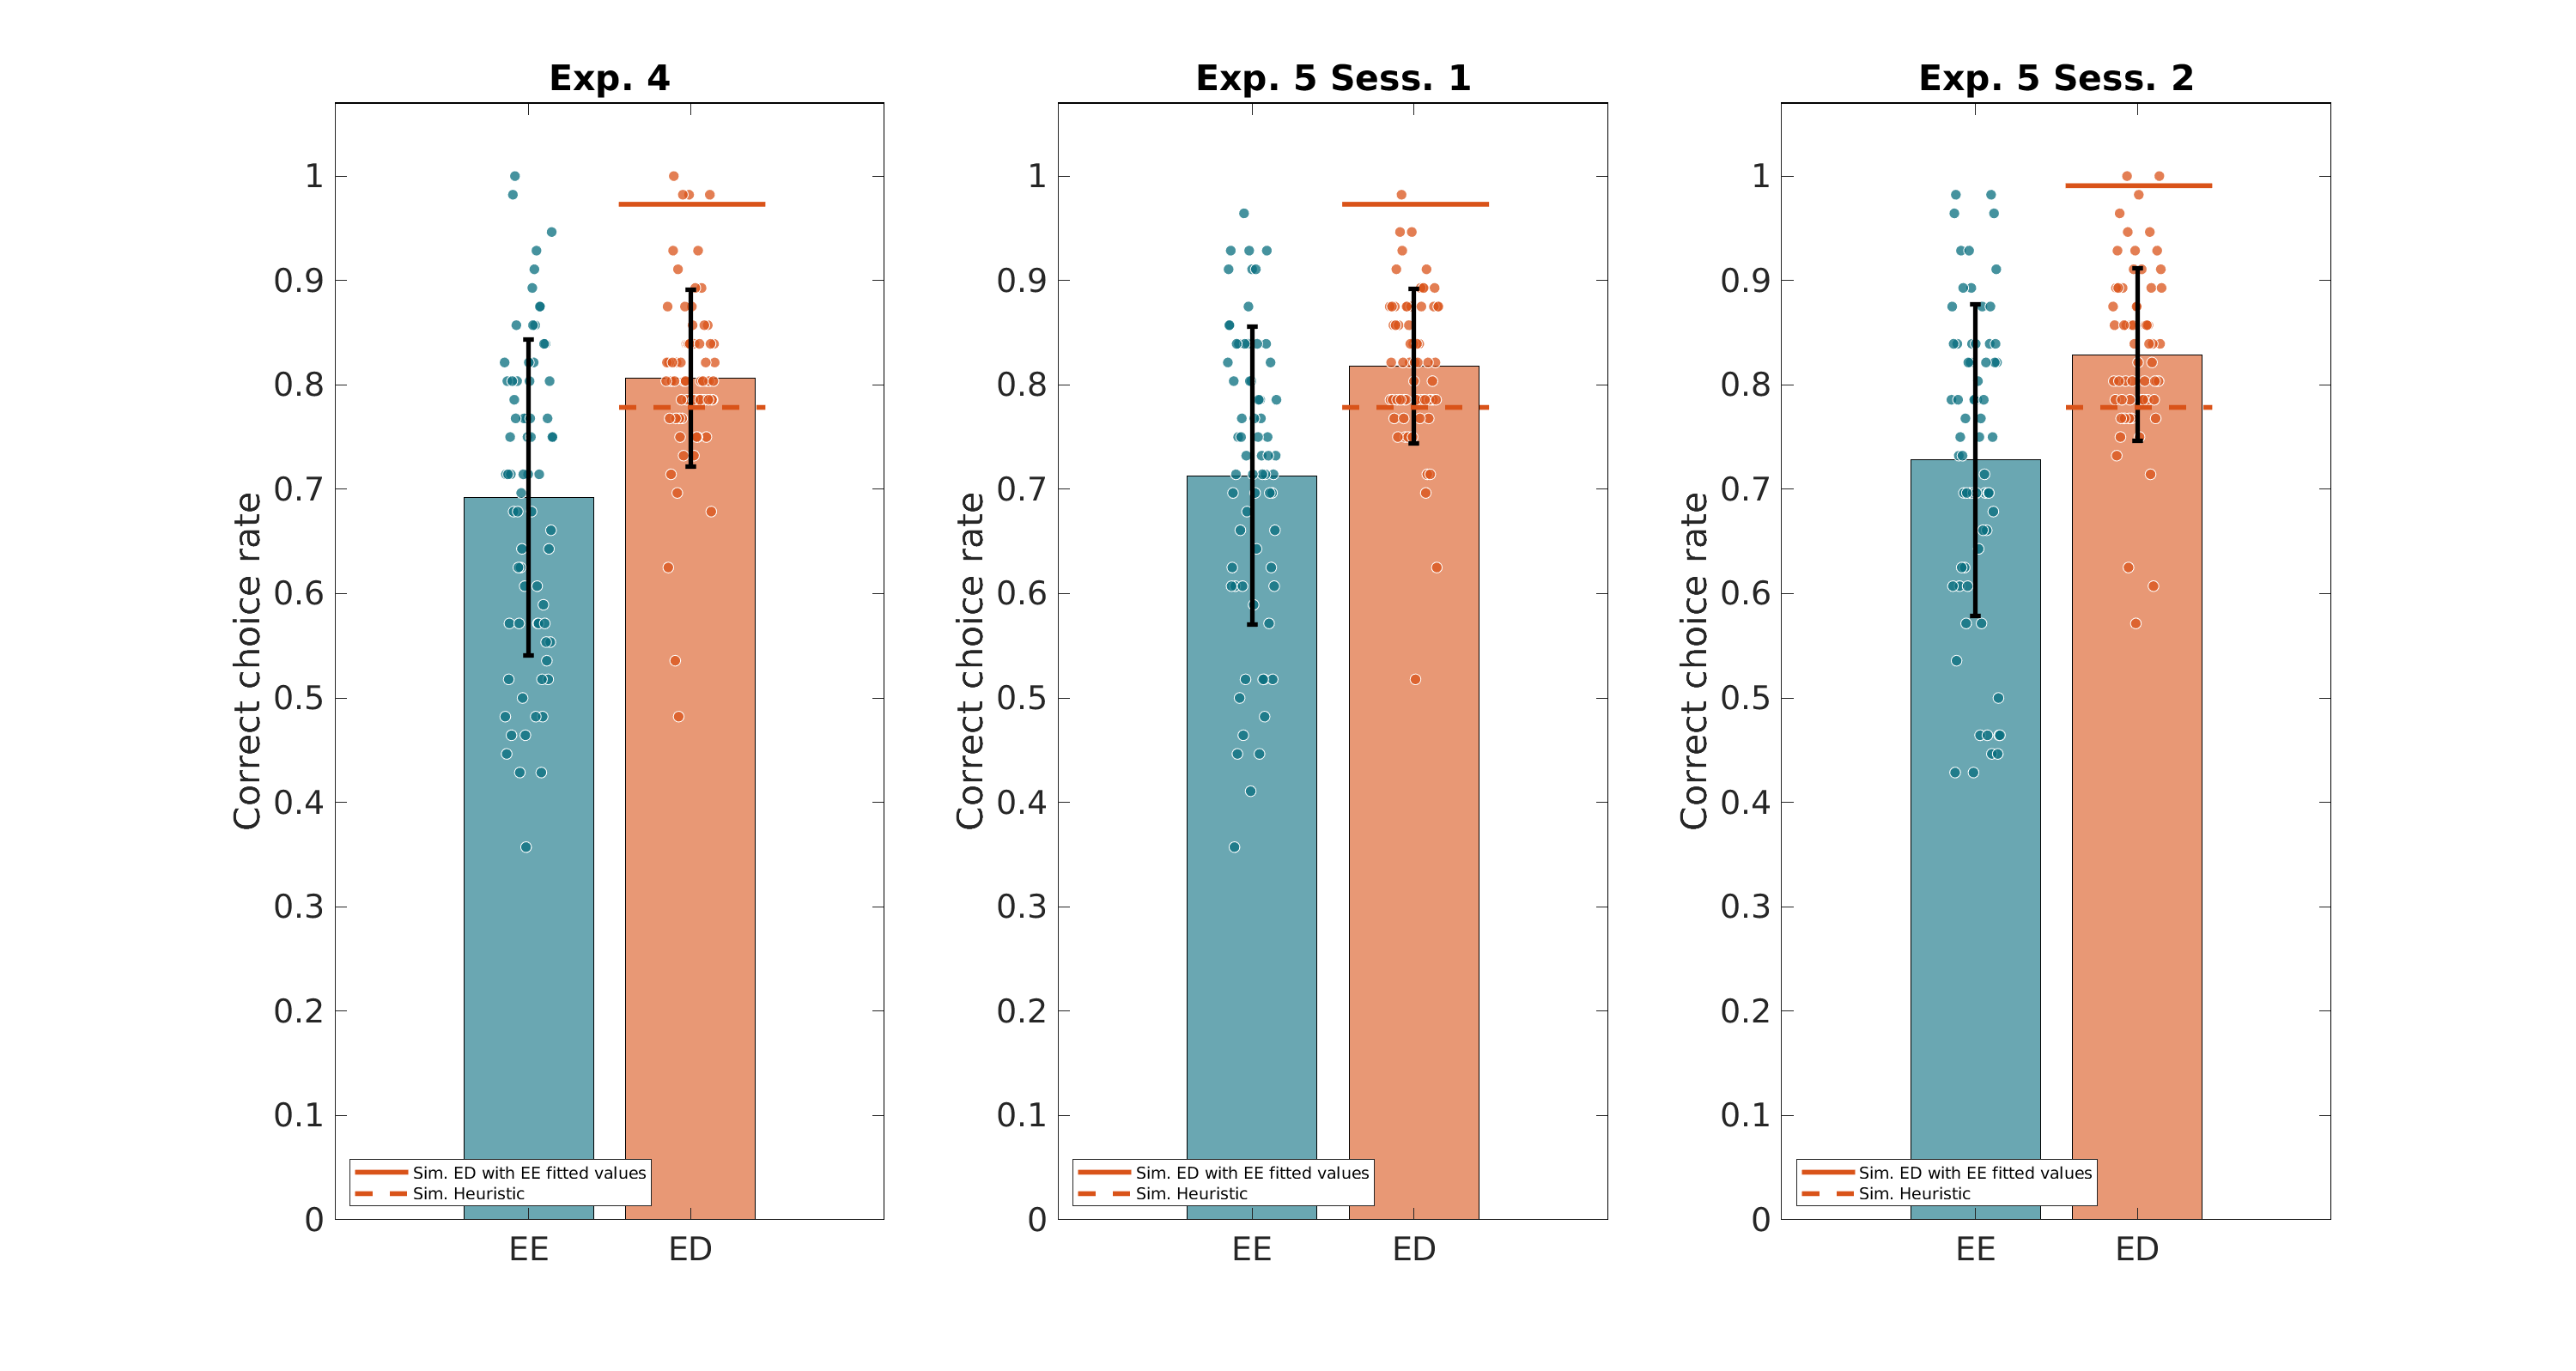 Exp. 4
Correct choice rate
1
0.9
0.8
0.7
0.6
0.5
0.4
0.3
0.2
0.1
0
EE
ED
Sim. ED with EE fitted values
Sim. Heuristic
Exp. 5 Sess. 1
Correct choice rate
1
0.9
0.8
0.7
0.6
0.5
0.4
0.3
0.2
0.1
0
EE
ED
Sim. ED with EE fitted values
Sim. Heuristic
Exp. 5 Sess. 2
Correct choice rate
1
0.9
0.8
0.7
0.6
0.5
0.4
0.3
0.2
0.1
0
EE
ED
Sim. ED with EE fitted values
Sim. Heuristic